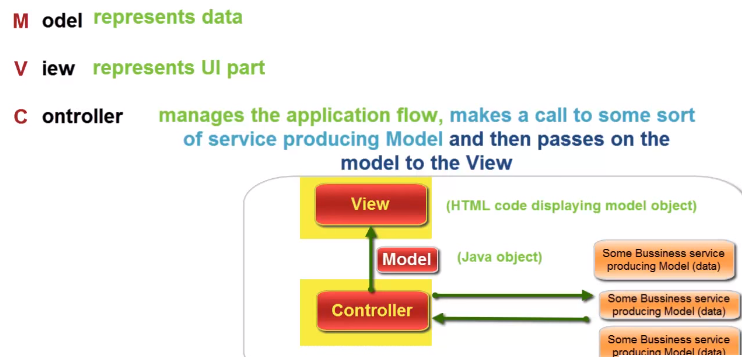 M odel represents data
V iew represents UI part
C ontroller manages the application flow, makes a call to some sort
of service producing Model and then passes on the
model to the View
View (HTML code displaying model object)
Model (Java object)
Some Bussiness service
producing Model (data)
Controller
Some Bussiness service
producing Model (data)
Some Bussiness service
producing Model (data)